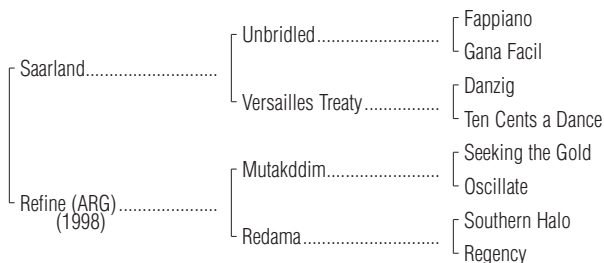 Fappiano
Unbridled
Gana Facil
Saarland
Danzig
Versailles Treaty
Ten Cents a Dance
Seeking the Gold
Mutakddim
Oscillate
Refine (ARG)
(1998)
Southern Halo
Redama
Regency